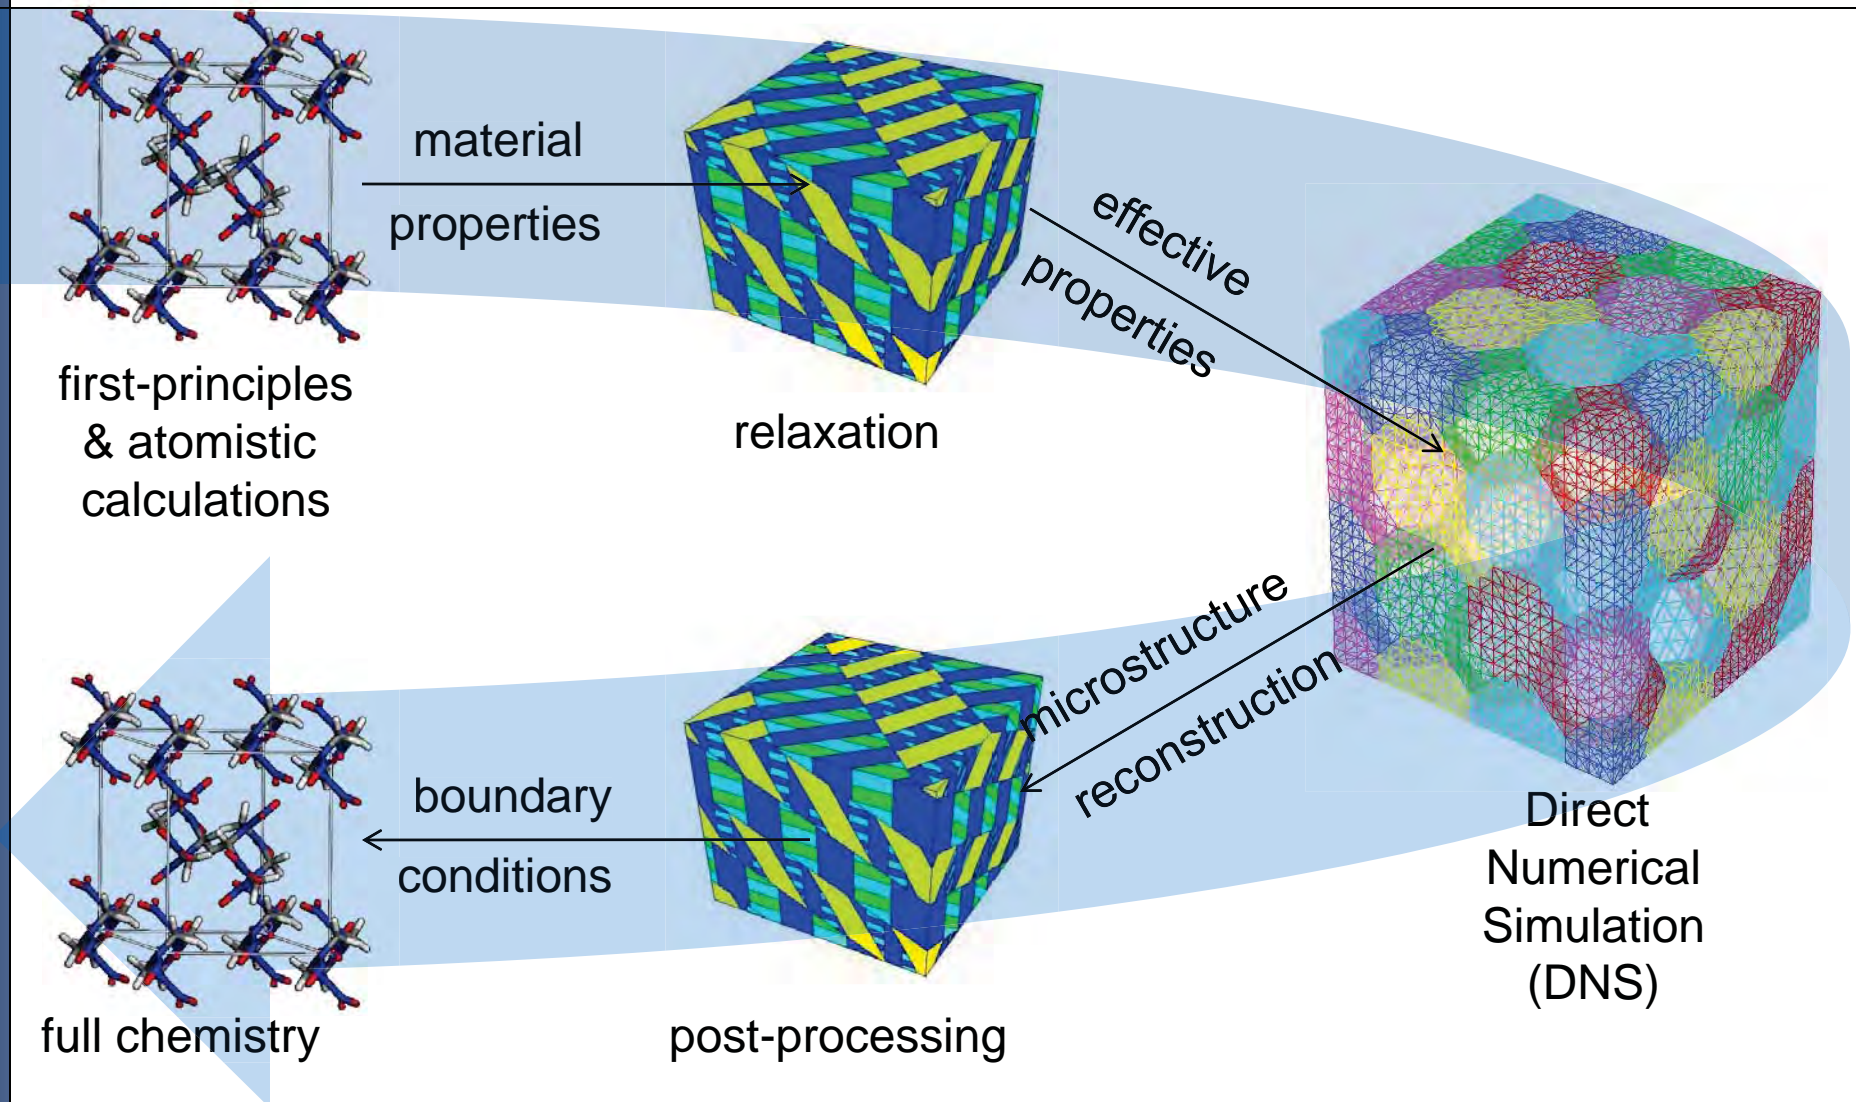 material
properties
effective
properties
first-principles
& atomistic
calculations
relaxation
microstructure
reconstruction
boundary
conditions
Direct
Numerical
Simulation
(DNS)
full chemistry
post-processing